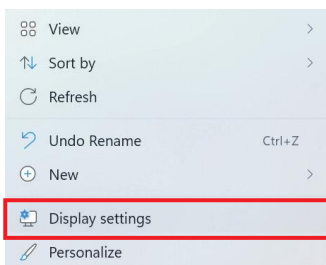 View
Sort by
Refresh
Undo Rename Ctrl+Z
New
Display settings
Personalize